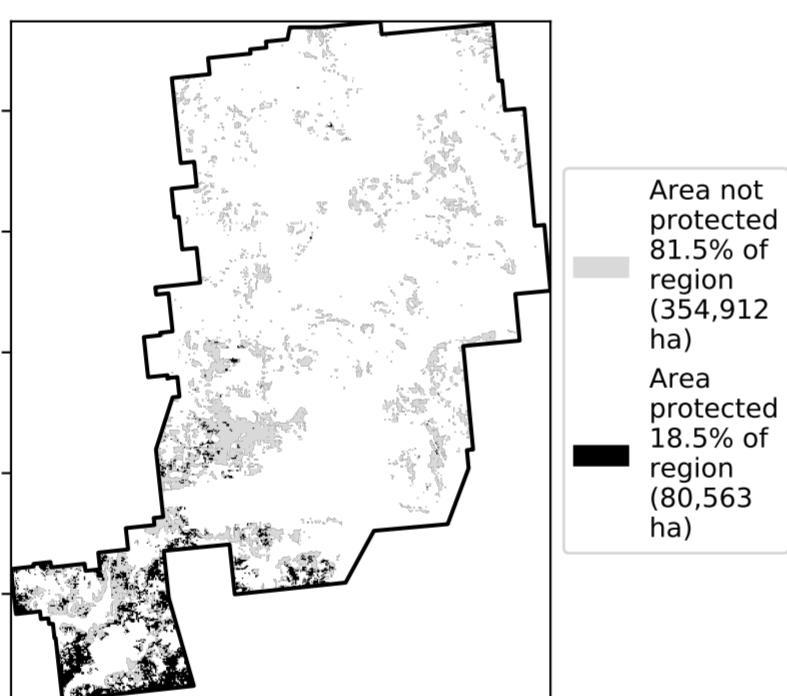 Area not
protected
81.5% of
region
(354,912
ha)
Area
protected
18.5% of
region
(80,563
ha)